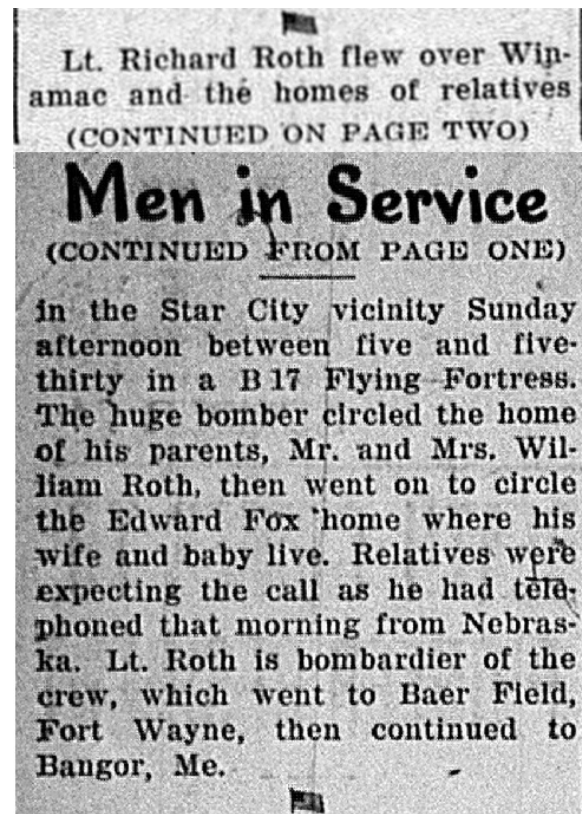 Lt. Richard Roth flew over Win-
amac and the homes of relatives
(CONTINUED ON PAGE TWO)
Men in Service
(CONTINUED FROM PAGE ONE)
in the Star City vicinity Sunday
afternoon between five and five-
thirty in a B 17 Flying Fortress.
The huge bomber circled the home
of his parents, Mr. and Mrs. Wil-
liam Roth, then went on to circle
the Edward Fox home where his
wife and baby live. Relatives were
expecting the call as he had tele-
phoned that morning from Nebras-
ka. Lt. Roth is bombardier of the
crew, which went to Baer Field,
Fort Wayne, then continued to
Bangor, Me.